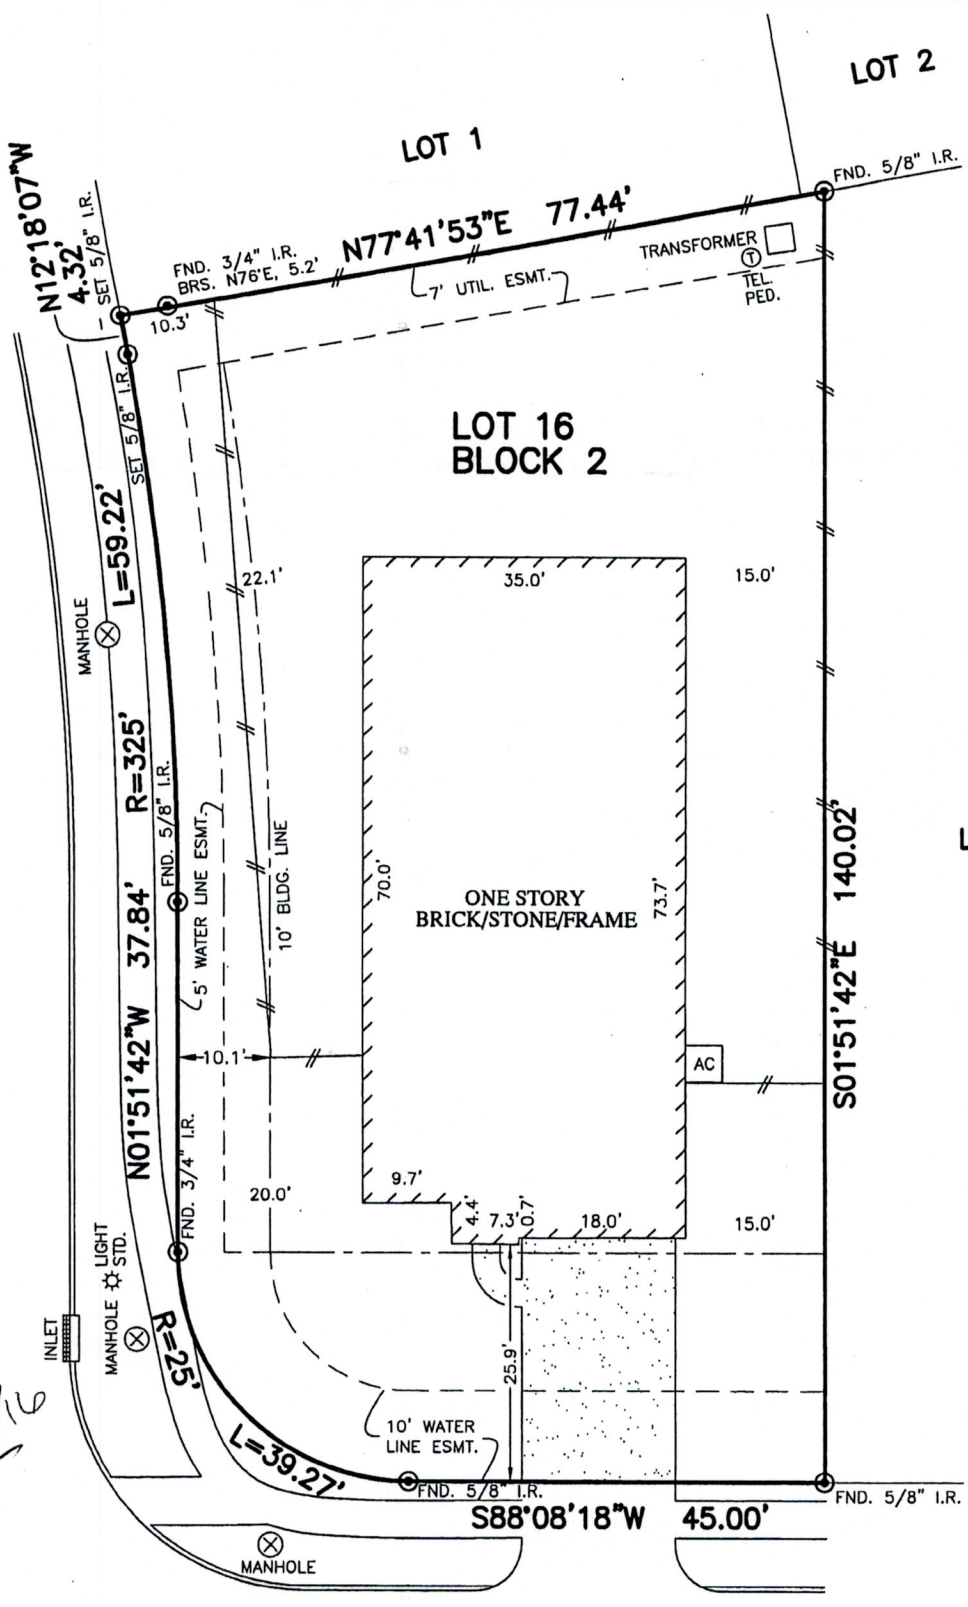 LOT 2
LOT 1
FND. 5/8" I.R.
N77°41'53"E 77.44'
N12°18'07"W
4.32'
SET 5/8" I.R.
FND. 3/4" I.R.
BRS. N76°E, 5.2'
10.3'
7' UTIL. ESMT.
TRANSFORMER
T
TEL.
PED.
SET 5/8" I.R.
LOT 16
BLOCK 2
L=59.22'
R=325'
MANHOLE
22.1'
35.0'
15.0'
FND. 5/8" I.R.
5' WATER LINE ESMT.
10' BLDG. LINE
70.0'
ONE STORY
BRICK/STONE/FRAME
73.7'
S01°51'42"E 140.02'
N01°51'42"W 37.84'
10.1'
AC
FND. 3/4" I.R.
9.7'
20.0'
4.4'
7.3'
0.7'
18.0'
15.0'
LIGHT
STD.
MANHOLE
INLET
R=25'
L=39.27'
25.9'
10' WATER
LINE ESMT.
FND. 5/8" I.R.
FND. 5/8" I.R.
S88°08'18"W 45.00'
MANHOLE